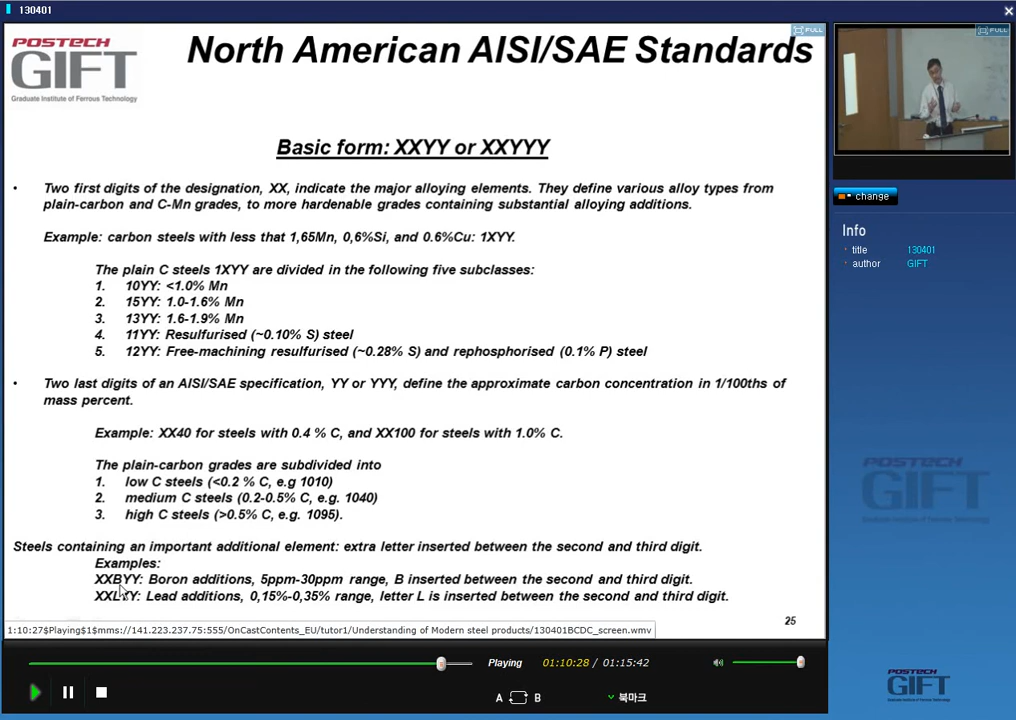 130401
POSTECH
GIFT
Graduate Institute of Ferrous Technology
North American AISI/SAE Standards
FULL
FULL
Basic form: XXYY or XXYYY
• Two first digits of the designation, XX, indicate the major alloying elements. They define various alloy types from
plain-carbon and C-Mn grades, to more hardenable grades containing substantial alloying additions.
Example: carbon steels with less that 1,65Mn, 0,6%Si, and 0.6%Cu: 1XYY.
The plain C steels 1XYY are divided in the following five subclasses:
1. 10YY: <1.0% Mn
2. 15YY: 1.0-1.6% Mn
3. 13YY: 1.6-1.9% Mn
4. 11YY: Resulfurised (~0.10% S) steel
5. 12YY: Free-machining resulfurised (~0.28% S) and rephosphorised (0.1% P) steel
• Two last digits of an AISI/SAE specification, YY or YYY, define the approximate carbon concentration in 1/100ths of
mass percent.
Example: XX40 for steels with 0.4 % C, and XX100 for steels with 1.0% C.
The plain-carbon grades are subdivided into
1. low C steels (<0.2 % C, e.g 1010)
2. medium C steels (0.2-0.5% C, e.g. 1040)
3. high C steels (>0.5% C, e.g. 1095).
Steels containing an important additional element: extra letter inserted between the second and third digit.
Examples:
XXBYY: Boron additions, 5ppm-30ppm range, B inserted between the second and third digit.
XXLYY: Lead additions, 0,15%-0,35% range, letter L is inserted between the second and third digit.
25
1:10:27$Playing$1$mms://141.223.237.75:555/OnCastContents_EU/tutor1/Understanding of Modern steel products/130401BCDC_screen.wmv
change
Info
title 130401
author GIFT
POSTECH
GIFT
Playing 01:10:28 / 01:15:42
A B 북마크
POSTECH
GIFT